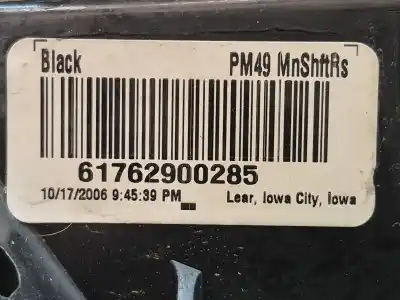 Black PM49 MnShftRs
61762900285
10/17/2006 9:45:39 PM Lear, Iowa City, Iowa